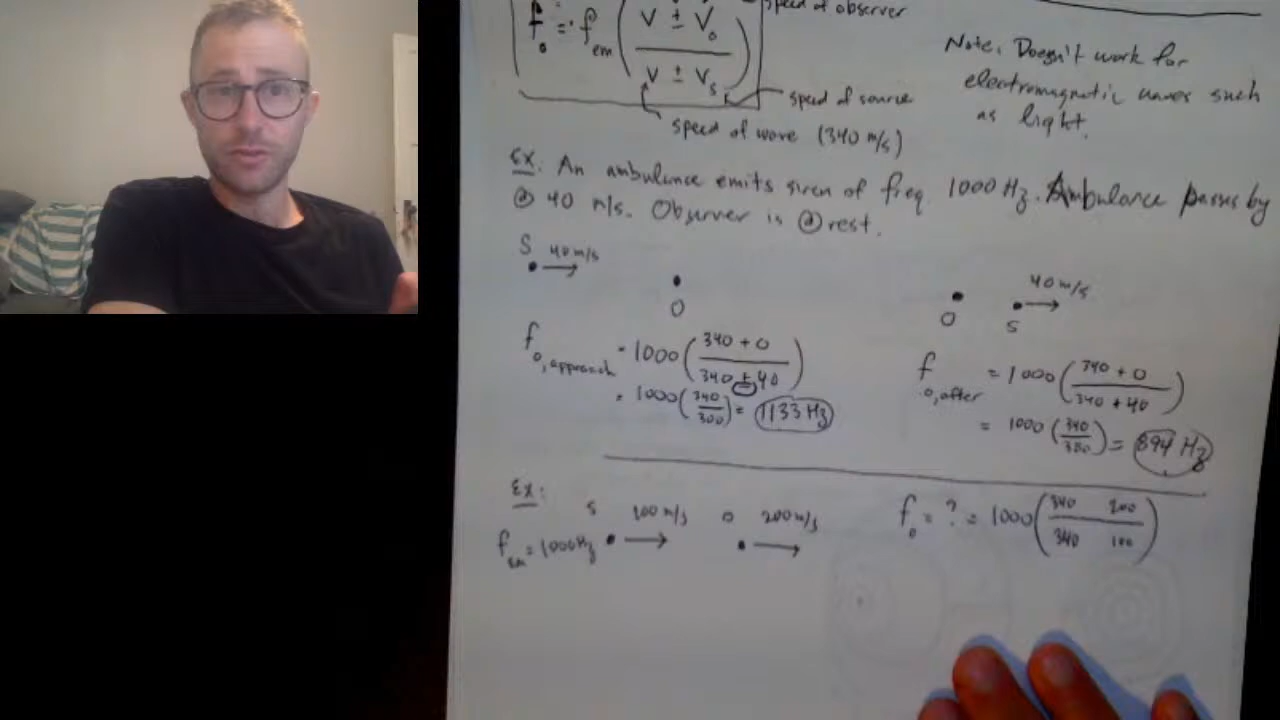 speed of observer
f₀ = f_em ( V ± V₀ / V ± V_s )
speed of source
speed of wave (340 m/s)
Note: Doesn't work for
electromagnetic waves such
as light.
Ex: An ambulance emits siren of freq 1000 Hz. Ambulance passes by
@ 40 m/s. Observer is @ rest.
S 40 m/s
O
f_o,approach = 1000 ( 340 + 0 / 340 ± 40 )
= 1000 ( 340 / 300 ) = 1133 Hz
40 m/s
O S
f_o,after = 1000 ( 340 + 0 / 340 + 40 )
= 1000 ( 340 / 380 ) = 894 Hz
Ex:
S 100 m/s O 200 m/s
f_em = 1000 Hz
f₀ = ? = 1000 ( 340 200 / 340 100 )